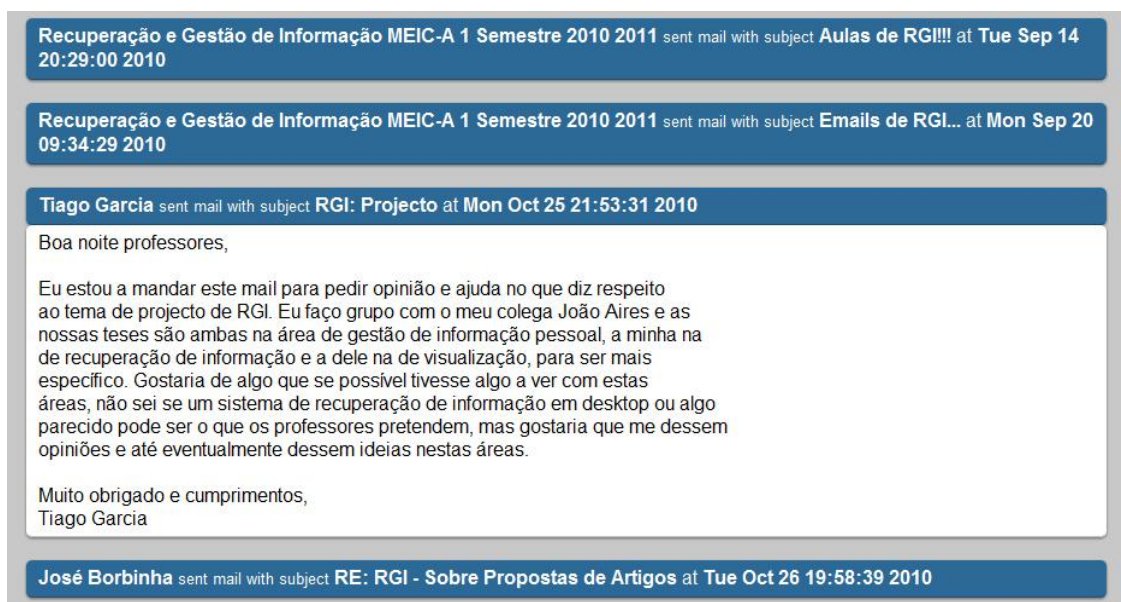 Recuperação e Gestão de Informação MEIC-A 1 Semestre 2010 2011 sent mail with subject Aulas de RGI!!! at Tue Sep 14
20:29:00 2010
Recuperação e Gestão de Informação MEIC-A 1 Semestre 2010 2011 sent mail with subject Emails de RGI... at Mon Sep 20
09:34:29 2010
Tiago Garcia sent mail with subject RGI: Projecto at Mon Oct 25 21:53:31 2010
Boa noite professores,
Eu estou a mandar este mail para pedir opinião e ajuda no que diz respeito
ao tema de projecto de RGI. Eu faço grupo com o meu colega João Aires e as
nossas teses são ambas na área de gestão de informação pessoal, a minha na
de recuperação de informação e a dele na de visualização, para ser mais
específico. Gostaria de algo que se possível tivesse algo a ver com estas
áreas, não sei se um sistema de recuperação de informação em desktop ou algo
parecido pode ser o que os professores pretendem, mas gostaria que me dessem
opiniões e até eventualmente dessem ideias nestas áreas.
Muito obrigado e cumprimentos,
Tiago Garcia
José Borbinha sent mail with subject RE: RGI - Sobre Propostas de Artigos at Tue Oct 26 19:58:39 2010